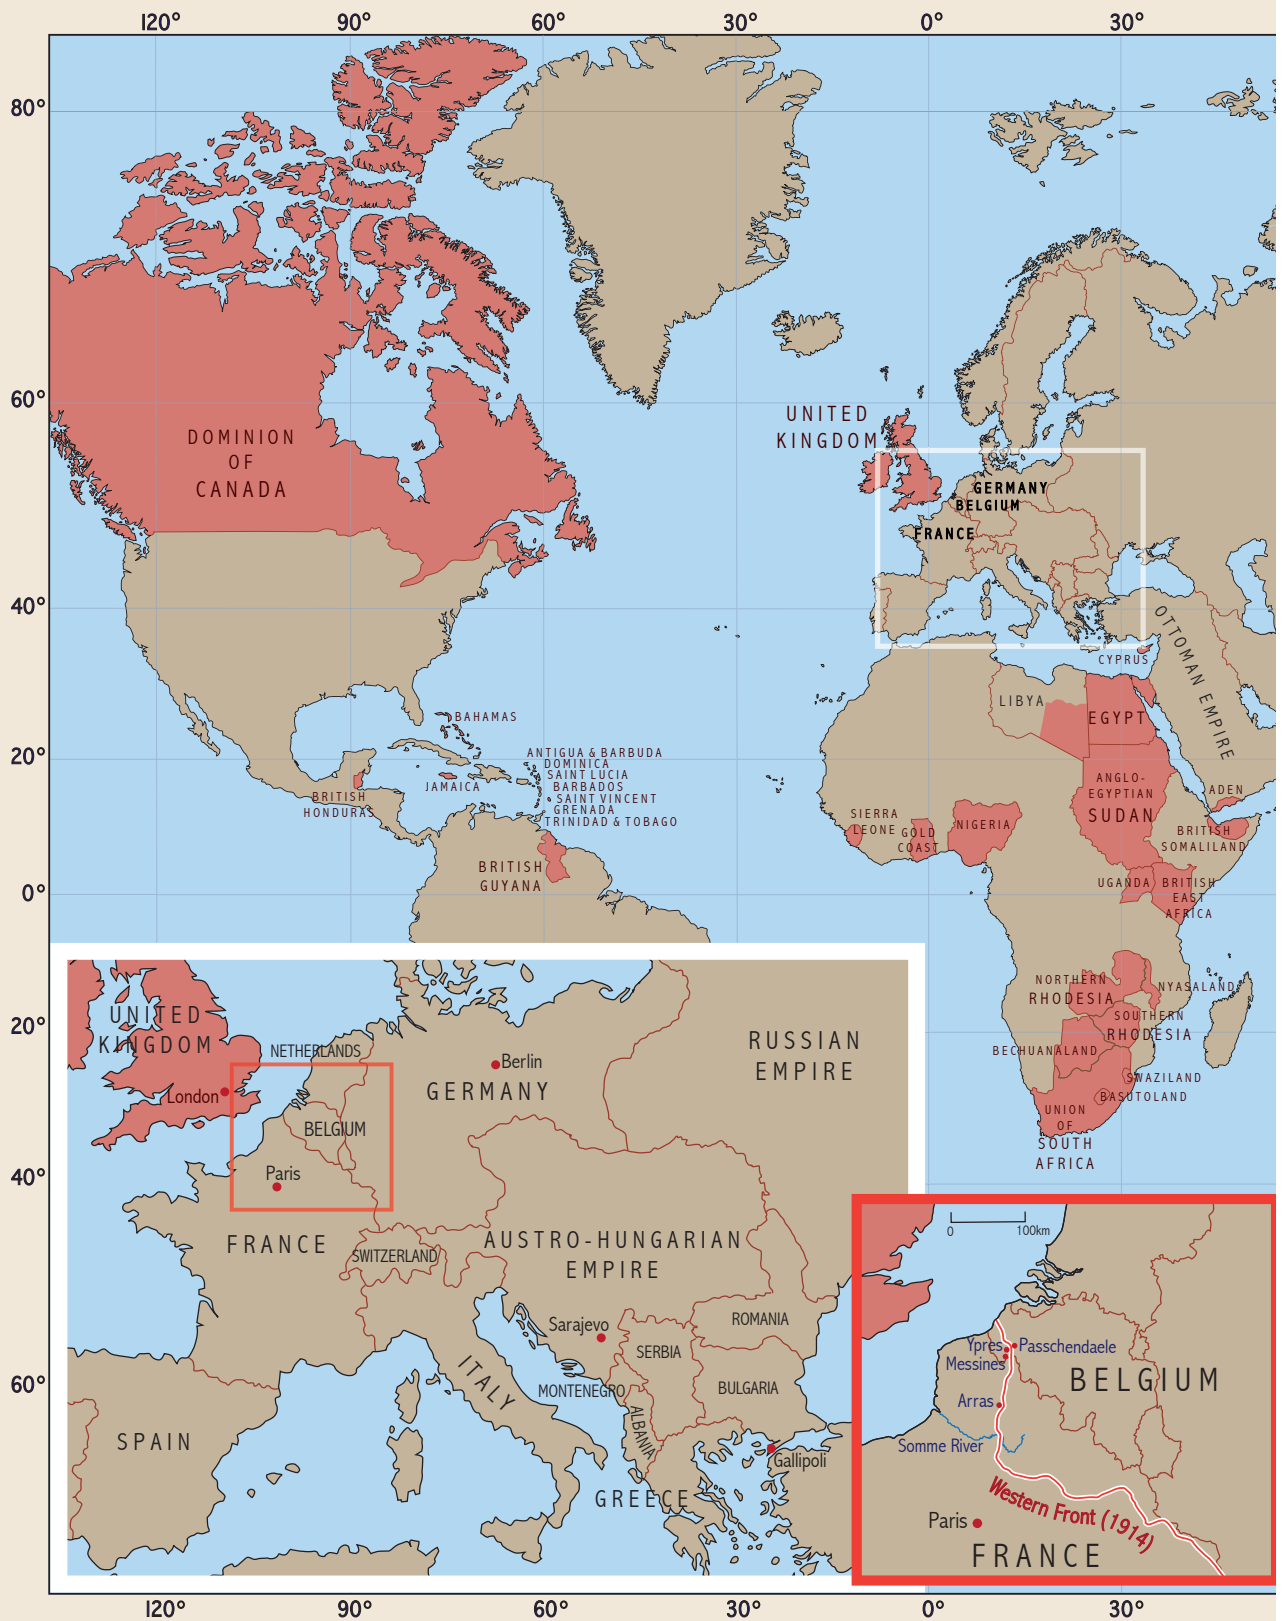 120°
90°
60°
30°
0°
30°
80°
60°
40°
20°
0°
20°
40°
60°
DOMINION
OF
CANADA
UNITED
KINGDOM
GERMANY
BELGIUM
FRANCE
OTTOMAN EMPIRE
CYPRUS
LIBYA
EGYPT
BAHAMAS
ANTIGUA & BARBUDA
DOMINICA
SAINT LUCIA
BARBADOS
SAINT VINCENT
GRENADA
TRINIDAD & TOBAGO
JAMAICA
BRITISH
HONDURAS
BRITISH
GUYANA
ANGLO-
EGYPTIAN
SUDAN
ADEN
SIERRA
LEONE
GOLD
COAST
NIGERIA
BRITISH
SOMALILAND
UGANDA
BRITISH
EAST
AFRICA
NORTHERN
RHODESIA
NYASALAND
SOUTHERN
RHODESIA
BECHUANALAND
SWAZILAND
BASUTOLAND
UNION
OF
SOUTH
AFRICA
UNITED
KINGDOM
London
NETHERLANDS
Berlin
GERMANY
RUSSIAN
EMPIRE
BELGIUM
Paris
FRANCE
SWITZERLAND
AUSTRO-HUNGARIAN
EMPIRE
Sarajevo
ROMANIA
SERBIA
ITALY
MONTENEGRO
BULGARIA
ALBANIA
SPAIN
Gallipoli
GREECE
0
100km
Ypres
Passchendaele
Messines
BELGIUM
Arras
Somme River
Western Front (1914)
Paris
FRANCE
120°
90°
60°
30°
0°
30°